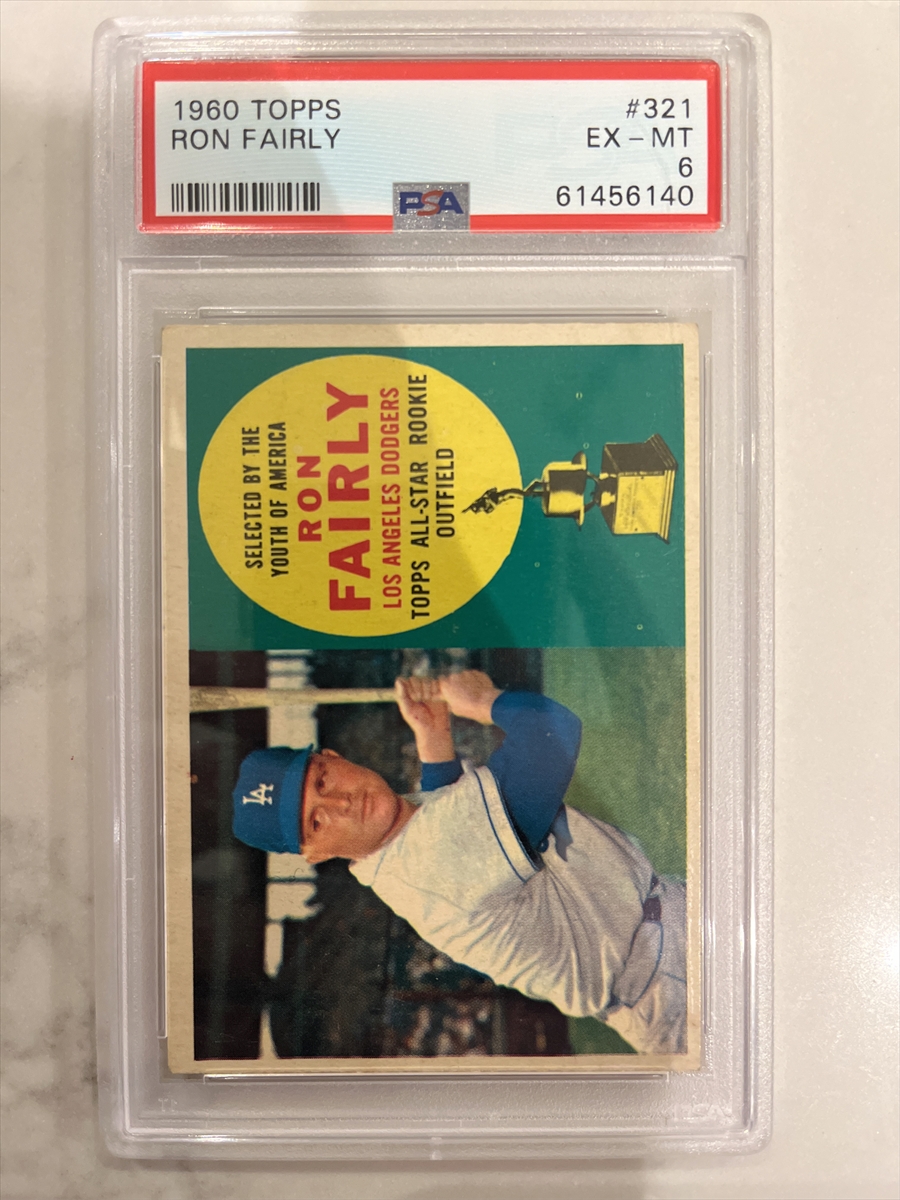 1960 TOPPS #321
RON FAIRLY EX-MT
6
61456140
PSA
SELECTED BY THE
YOUTH OF AMERICA
RON
FAIRLY
LOS ANGELES DODGERS
TOPPS ALL-STAR ROOKIE
OUTFIELD
LA